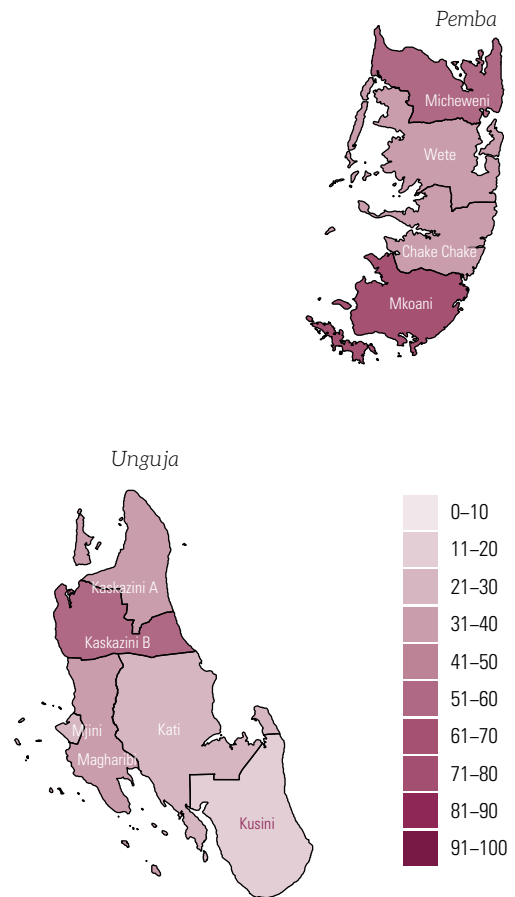 Pemba
Micheweni
Wete
Chake Chake
Mkoani
Unguja
Kaskazini A
Kaskazini B
Mjini
Kati
Magharibi
Kusini
0–10
11–20
21–30
31–40
41–50
51–60
61–70
71–80
81–90
91–100